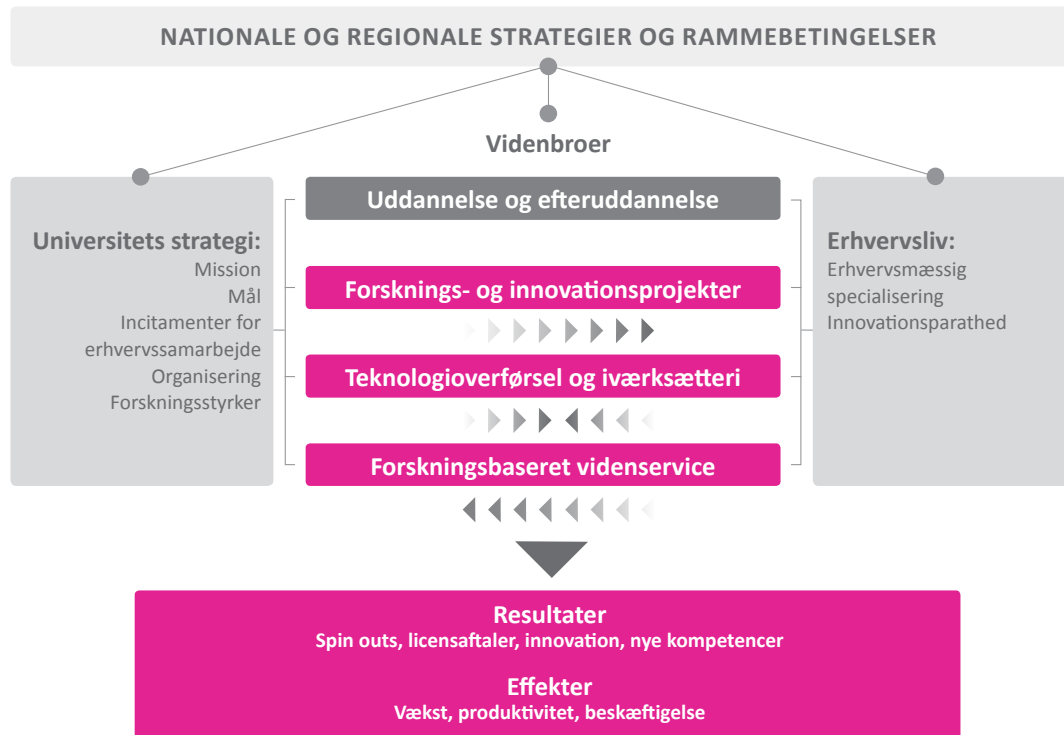 NATIONALE OG REGIONALE STRATEGIER OG RAMMEBETINGELSER
Videnbroer
Universitets strategi:
Mission
Mål
Incitamenter for
erhvervssamarbejde
Organisering
Forskningsstyrker
Uddannelse og efteruddannelse
Forsknings- og innovationsprojekter
Teknologioverførsel og iværksætteri
Forskningsbaseret videnservice
Erhvervsliv:
Erhvervsmæssig
specialisering
Innovationsparathed
Resultater
Spin outs, licensaftaler, innovation, nye kompetencer
Effekter
Vækst, produktivitet, beskæftigelse